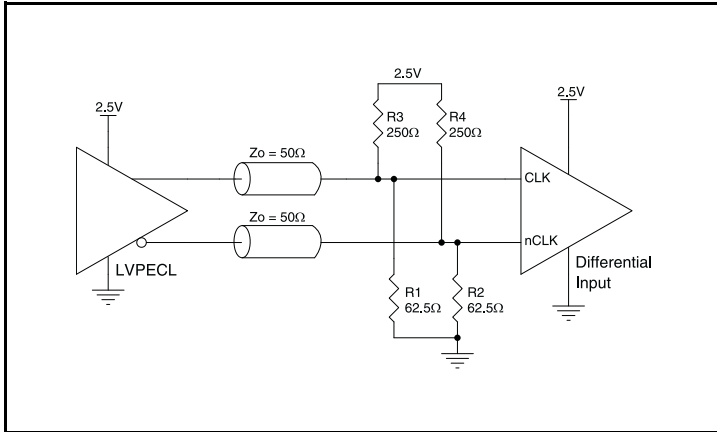 2.5V
2.5V
2.5V
R3
250Ω
R4
250Ω
Zo = 50Ω
CLK
Zo = 50Ω
nCLK
LVPECL
Differential
Input
R1
62.5Ω
R2
62.5Ω